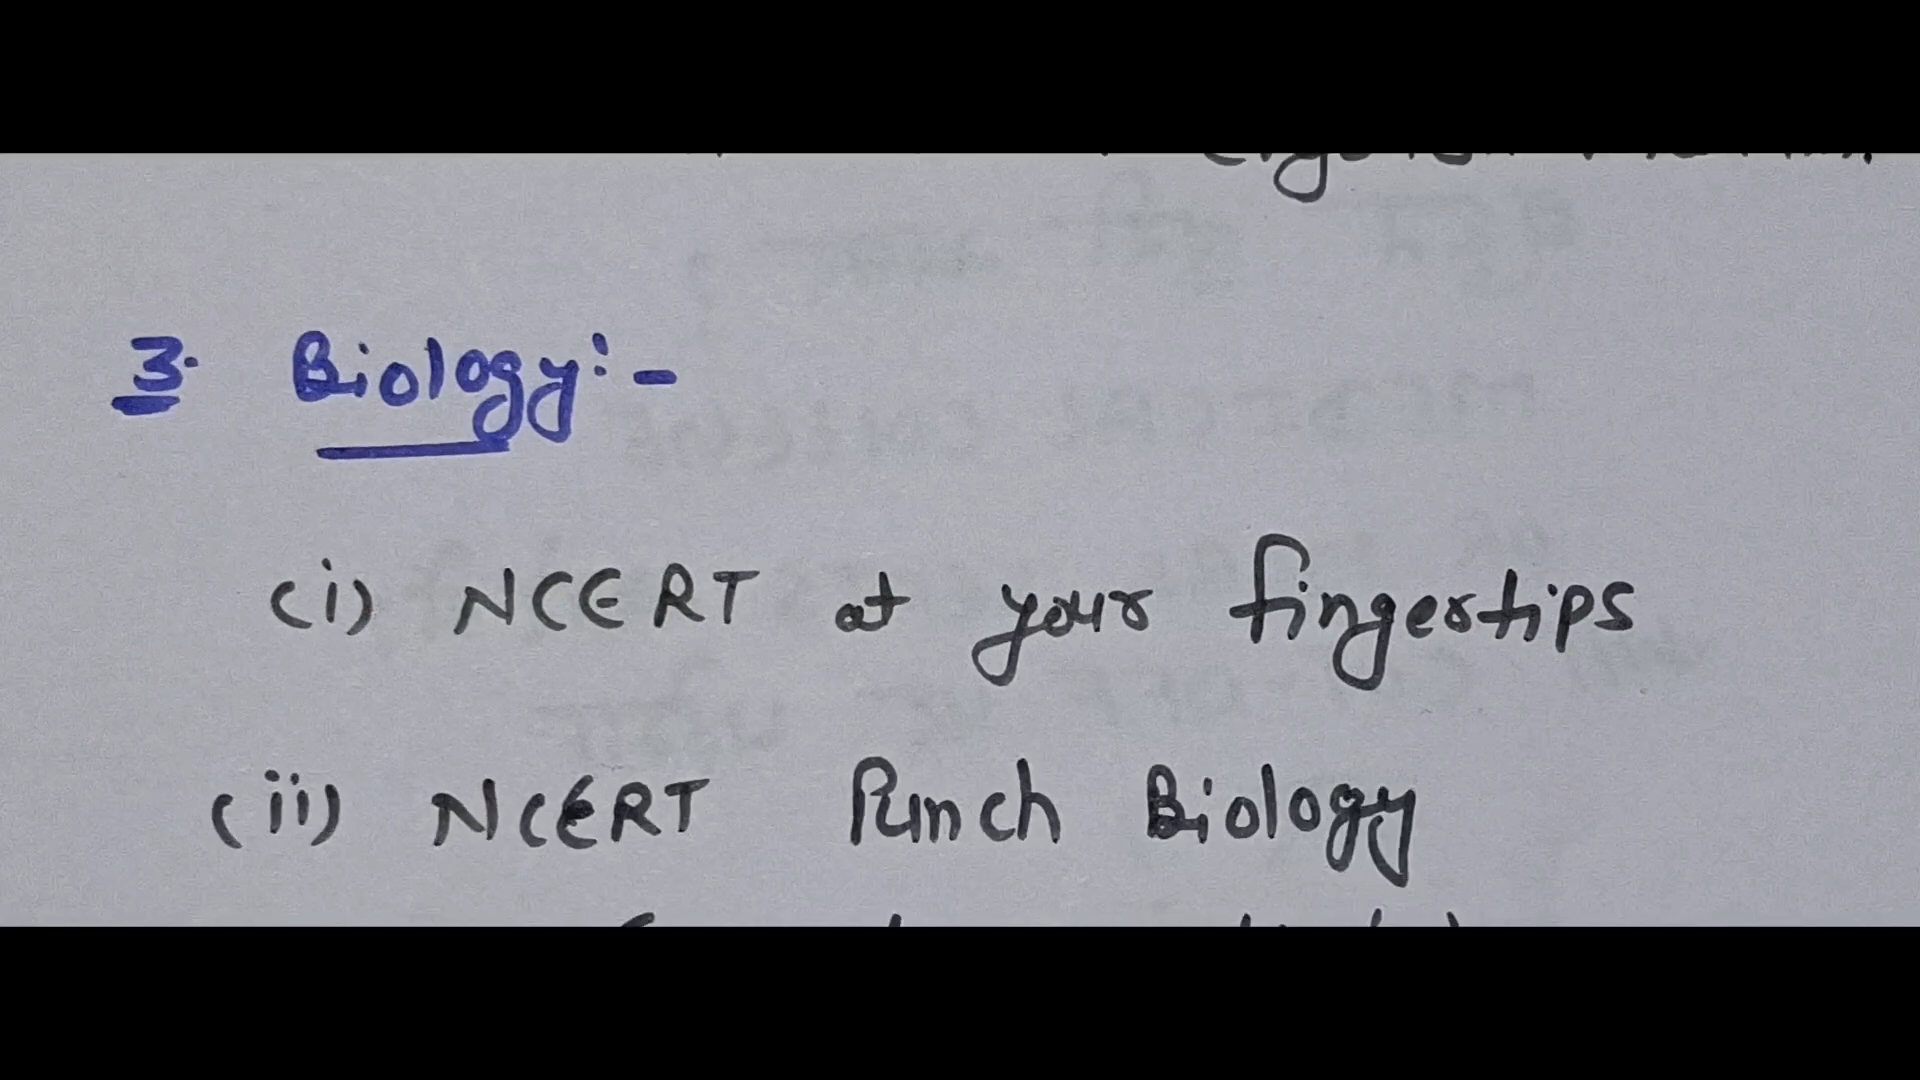 3. Biology:-
(i) NCERT at your fingertips
(ii) NCERT Punch Biology